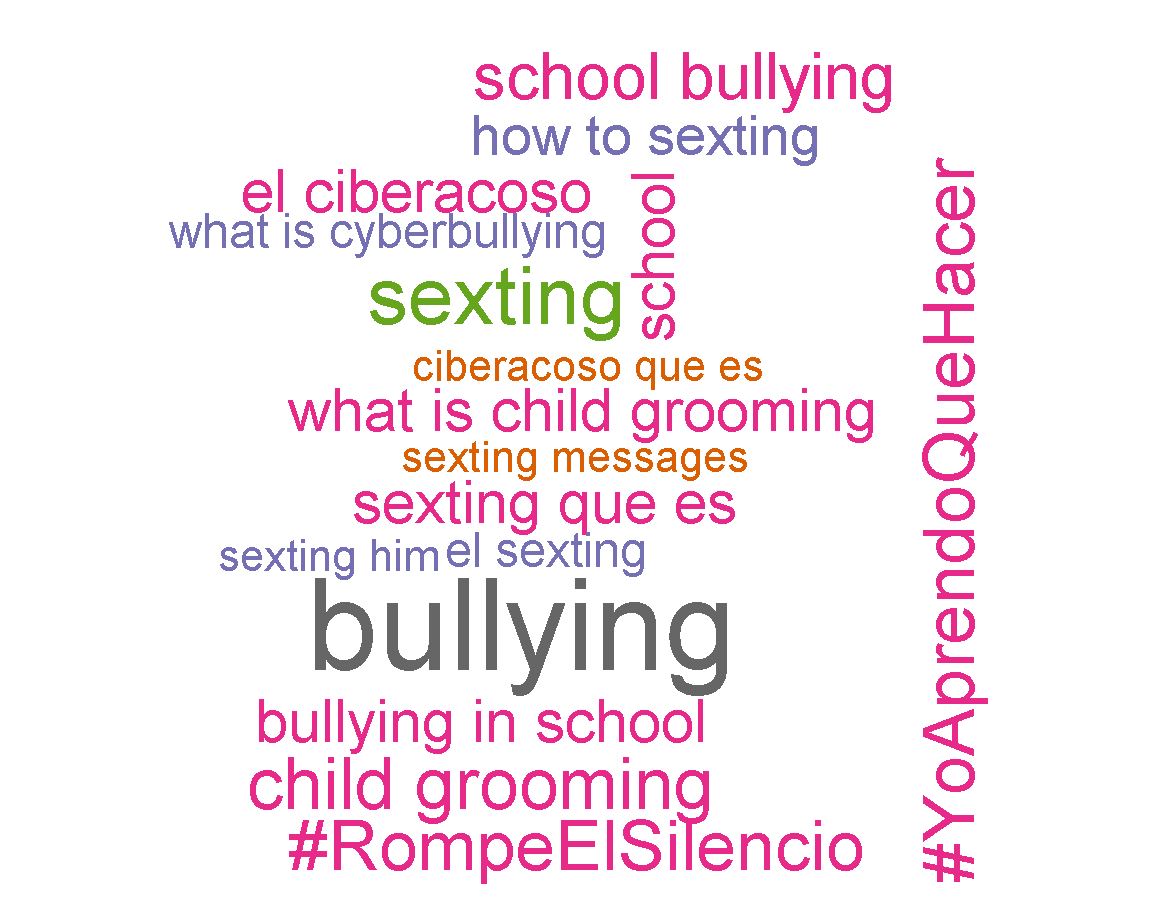 school bullying
how to sexting
el ciberacoso
school
what is cyberbullying
sexting
ciberacoso que es
what is child grooming
sexting messages
sexting que es
sexting him
el sexting
bullying
bullying in school
child grooming
#RompeElSilencio
#YoAprendoQueHacer